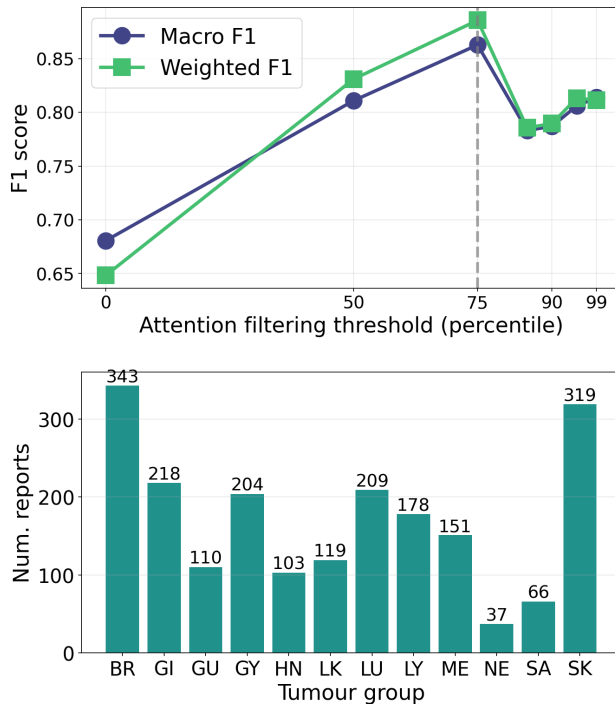 Macro F1
Weighted F1
F1 score
0.85
0.80
0.75
0.70
0.65
0 50 75 90 99
Attention filtering threshold (percentile)
Num. reports
300
200
100
0
343 218 110 204 103 119 209 178 151 37 66 319
BR GI GU GY HN LK LU LY ME NE SA SK
Tumour group